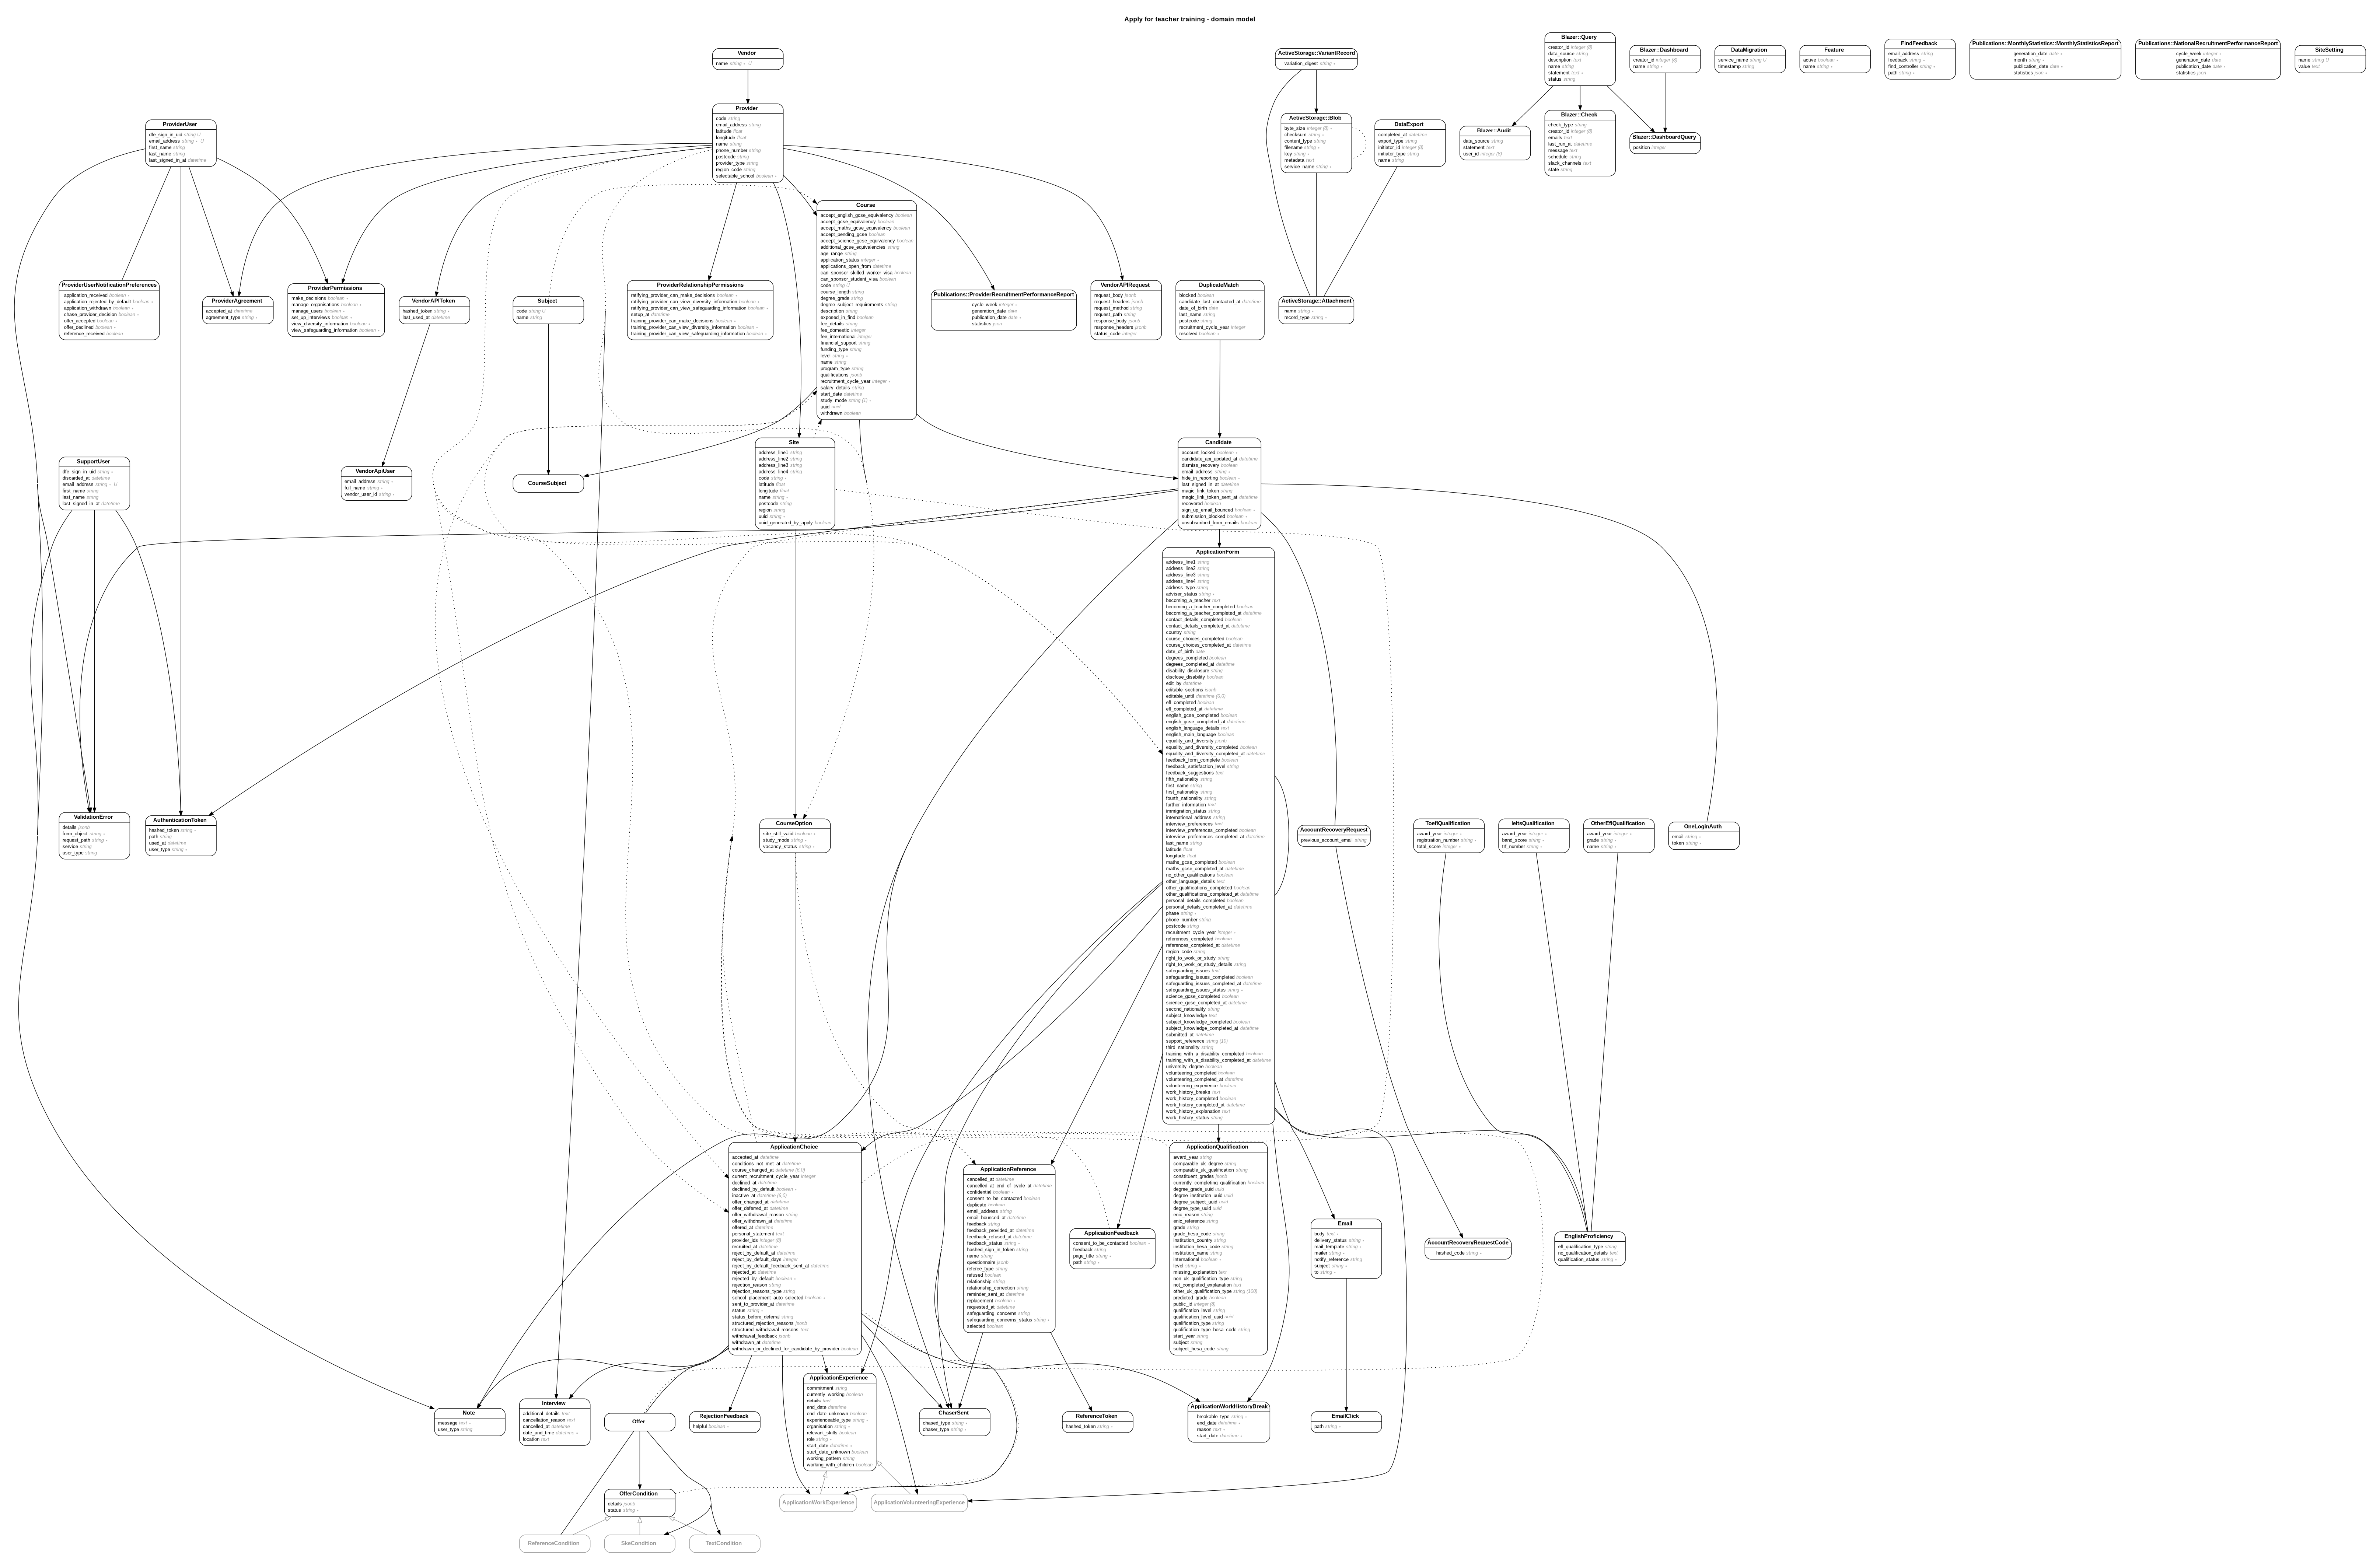 Apply for teacher training - domain model
Vendor
name string ∗ U
ActiveStorage::VariantRecord
variation_digest string ∗
Blazer::Query
creator_id integer (8)
data_source string
description text
name string
statement text ∗
status string
Blazer::Dashboard
creator_id integer (8)
name string ∗
DataMigration
service_name string U
timestamp string
Feature
active boolean ∗
name string ∗
FindFeedback
email_address string
feedback string ∗
find_controller string ∗
path string ∗
Publications::MonthlyStatistics::MonthlyStatisticsReport
generation_date date ∗
month string ∗
publication_date date ∗
statistics json ∗
Publications::NationalRecruitmentPerformanceReport
cycle_week integer ∗
generation_date date
publication_date date ∗
statistics json
SiteSetting
name string U
value text
ProviderUser
dfe_sign_in_uid string U
email_address string ∗ U
first_name string
last_name string
last_signed_in_at datetime
Provider
code string
email_address string
latitude float
longitude float
name string
phone_number string
postcode string
provider_type string
region_code string
selectable_school boolean ∗
ActiveStorage::Blob
byte_size integer (8) ∗
checksum string ∗
content_type string
filename string ∗
key string ∗
metadata text
service_name string ∗
DataExport
completed_at datetime
export_type string
initiator_id integer (8)
initiator_type string
name string
Blazer::Audit
data_source string
statement text
user_id integer (8)
Blazer::Check
check_type string
creator_id integer (8)
emails text
last_run_at datetime
message text
schedule string
slack_channels text
state string
Blazer::DashboardQuery
position integer
Course
accept_english_gcse_equivalency boolean
accept_gcse_equivalency boolean
accept_maths_gcse_equivalency boolean
accept_pending_gcse boolean
accept_science_gcse_equivalency boolean
additional_gcse_equivalencies string
age_range string
application_status integer ∗
applications_open_from datetime
can_sponsor_skilled_worker_visa boolean
can_sponsor_student_visa boolean
code string U
course_length string
degree_grade string
degree_subject_requirements string
description string
exposed_in_find boolean
fee_details string
fee_domestic integer
fee_international integer
financial_support string
funding_type string
level string ∗
name string
program_type string
qualifications jsonb
recruitment_cycle_year integer ∗
salary_details string
start_date datetime
study_mode string (1) ∗
uuid uuid
withdrawn boolean
ProviderUserNotificationPreferences
application_received boolean ∗
application_rejected_by_default boolean ∗
application_withdrawn boolean ∗
chase_provider_decision boolean ∗
offer_accepted boolean ∗
offer_declined boolean ∗
reference_received boolean
ProviderAgreement
accepted_at datetime
agreement_type string ∗
ProviderPermissions
make_decisions boolean ∗
manage_organisations boolean ∗
manage_users boolean ∗
set_up_interviews boolean ∗
view_diversity_information boolean ∗
view_safeguarding_information boolean ∗
VendorAPIToken
hashed_token string ∗
last_used_at datetime
Subject
code string U
name string
ProviderRelationshipPermissions
ratifying_provider_can_make_decisions boolean ∗
ratifying_provider_can_view_diversity_information boolean ∗
ratifying_provider_can_view_safeguarding_information boolean ∗
setup_at datetime
training_provider_can_make_decisions boolean ∗
training_provider_can_view_diversity_information boolean ∗
training_provider_can_view_safeguarding_information boolean ∗
Publications::ProviderRecruitmentPerformanceReport
cycle_week integer ∗
generation_date date
publication_date date ∗
statistics json
VendorAPIRequest
request_body jsonb
request_headers jsonb
request_method string
request_path string
response_body jsonb
response_headers jsonb
status_code integer
DuplicateMatch
blocked boolean
candidate_last_contacted_at datetime
date_of_birth date
last_name string
postcode string
recruitment_cycle_year integer
resolved boolean ∗
ActiveStorage::Attachment
name string ∗
record_type string ∗
SupportUser
dfe_sign_in_uid string ∗
discarded_at datetime
email_address string ∗ U
first_name string
last_name string
last_signed_in_at datetime
VendorApiUser
email_address string ∗
full_name string ∗
vendor_user_id string ∗
CourseSubject
Site
address_line1 string
address_line2 string
address_line3 string
address_line4 string
code string ∗
latitude float
longitude float
name string ∗
postcode string
region string
uuid string ∗
uuid_generated_by_apply boolean
Candidate
account_locked boolean ∗
candidate_api_updated_at datetime
dismiss_recovery boolean
email_address string ∗
hide_in_reporting boolean ∗
last_signed_in_at datetime
magic_link_token string
magic_link_token_sent_at datetime
recovered boolean
sign_up_email_bounced boolean ∗
submission_blocked boolean ∗
unsubscribed_from_emails boolean
ApplicationForm
address_line1 string
address_line2 string
address_line3 string
address_line4 string
address_type string
adviser_status string ∗
becoming_a_teacher text
becoming_a_teacher_completed boolean
becoming_a_teacher_completed_at datetime
contact_details_completed boolean
contact_details_completed_at datetime
country string
course_choices_completed boolean
course_choices_completed_at datetime
date_of_birth date
degrees_completed boolean
degrees_completed_at datetime
disability_disclosure string
disclose_disability boolean
edit_by datetime
editable_sections jsonb
editable_until datetime (6,0)
efl_completed boolean
efl_completed_at datetime
english_gcse_completed boolean
english_gcse_completed_at datetime
english_language_details text
english_main_language boolean
equality_and_diversity jsonb
equality_and_diversity_completed boolean
equality_and_diversity_completed_at datetime
feedback_form_complete boolean
feedback_satisfaction_level string
feedback_suggestions text
fifth_nationality string
first_name string
first_nationality string
fourth_nationality string
further_information text
immigration_status string
international_address string
interview_preferences text
interview_preferences_completed boolean
interview_preferences_completed_at datetime
last_name string
latitude float
longitude float
maths_gcse_completed boolean
maths_gcse_completed_at datetime
no_other_qualifications boolean
other_language_details text
other_qualifications_completed boolean
other_qualifications_completed_at datetime
personal_details_completed boolean
personal_details_completed_at datetime
phase string ∗
phone_number string
postcode string
recruitment_cycle_year integer ∗
references_completed boolean
references_completed_at datetime
region_code string
right_to_work_or_study string
right_to_work_or_study_details string
safeguarding_issues text
safeguarding_issues_completed boolean
safeguarding_issues_completed_at datetime
safeguarding_issues_status string ∗
science_gcse_completed boolean
science_gcse_completed_at datetime
second_nationality string
subject_knowledge text
subject_knowledge_completed boolean
subject_knowledge_completed_at datetime
submitted_at datetime
support_reference string (10)
third_nationality string
training_with_a_disability_completed boolean
training_with_a_disability_completed_at datetime
university_degree boolean
volunteering_completed boolean
volunteering_completed_at datetime
volunteering_experience boolean
work_history_breaks text
work_history_completed boolean
work_history_completed_at datetime
work_history_explanation text
work_history_status string
ValidationError
details jsonb
form_object string ∗
request_path string ∗
service string
user_type string
AuthenticationToken
hashed_token string ∗
path string
used_at datetime
user_type string ∗
CourseOption
site_still_valid boolean ∗
study_mode string ∗
vacancy_status string ∗
AccountRecoveryRequest
previous_account_email string
ToeflQualification
award_year integer ∗
registration_number string ∗
total_score integer ∗
IeltsQualification
award_year integer ∗
band_score string ∗
trf_number string ∗
OtherEflQualification
award_year integer ∗
grade string ∗
name string ∗
OneLoginAuth
email string ∗
token string ∗
ApplicationChoice
accepted_at datetime
conditions_not_met_at datetime
course_changed_at datetime (6,0)
current_recruitment_cycle_year integer
declined_at datetime
declined_by_default boolean ∗
inactive_at datetime (6,0)
offer_changed_at datetime
offer_deferred_at datetime
offer_withdrawal_reason string
offer_withdrawn_at datetime
offered_at datetime
personal_statement text
provider_ids integer (8)
recruited_at datetime
reject_by_default_at datetime
reject_by_default_days integer
reject_by_default_feedback_sent_at datetime
rejected_at datetime
rejected_by_default boolean ∗
rejection_reason string
rejection_reasons_type string
school_placement_auto_selected boolean ∗
sent_to_provider_at datetime
status string ∗
status_before_deferral string
structured_rejection_reasons jsonb
structured_withdrawal_reasons text
withdrawal_feedback jsonb
withdrawn_at datetime
withdrawn_or_declined_for_candidate_by_provider boolean
ApplicationReference
cancelled_at datetime
cancelled_at_end_of_cycle_at datetime
confidential boolean ∗
consent_to_be_contacted boolean
duplicate boolean
email_address string
email_bounced_at datetime
feedback string
feedback_provided_at datetime
feedback_refused_at datetime
feedback_status string ∗
hashed_sign_in_token string
name string
questionnaire jsonb
referee_type string
refused boolean
relationship string
relationship_correction string
reminder_sent_at datetime
replacement boolean ∗
requested_at datetime
safeguarding_concerns string
safeguarding_concerns_status string ∗
selected boolean
ApplicationFeedback
consent_to_be_contacted boolean ∗
feedback string
page_title string ∗
path string ∗
ApplicationQualification
award_year string
comparable_uk_degree string
comparable_uk_qualification string
constituent_grades jsonb
currently_completing_qualification boolean
degree_grade_uuid uuid
degree_institution_uuid uuid
degree_subject_uuid uuid
degree_type_uuid uuid
enic_reason string
enic_reference string
grade string
grade_hesa_code string
institution_country string
institution_hesa_code string
institution_name string
international boolean ∗
level string ∗
missing_explanation text
non_uk_qualification_type string
not_completed_explanation text
other_uk_qualification_type string (100)
predicted_grade boolean
public_id integer (8)
qualification_level string
qualification_level_uuid uuid
qualification_type string
qualification_type_hesa_code string
start_year string
subject string
subject_hesa_code string
Email
body text ∗
delivery_status string ∗
mail_template string ∗
mailer string ∗
notify_reference string
subject string ∗
to string ∗
AccountRecoveryRequestCode
hashed_code string ∗
EnglishProficiency
efl_qualification_type string
no_qualification_details text
qualification_status string ∗
Note
message text ∗
user_type string
Interview
additional_details text
cancellation_reason text
cancelled_at datetime
date_and_time datetime ∗
location text
Offer
RejectionFeedback
helpful boolean ∗
ApplicationExperience
commitment string
currently_working boolean
details text
end_date datetime
end_date_unknown boolean
experienceable_type string ∗
organisation string ∗
relevant_skills boolean
role string ∗
start_date datetime ∗
start_date_unknown boolean
working_pattern string
working_with_children boolean
ChaserSent
chased_type string ∗
chaser_type string ∗
ReferenceToken
hashed_token string ∗
ApplicationWorkHistoryBreak
breakable_type string ∗
end_date datetime ∗
reason text ∗
start_date datetime ∗
EmailClick
path string ∗
OfferCondition
details jsonb
status string ∗
ApplicationWorkExperience
ApplicationVolunteeringExperience
ReferenceCondition
SkeCondition
TextCondition